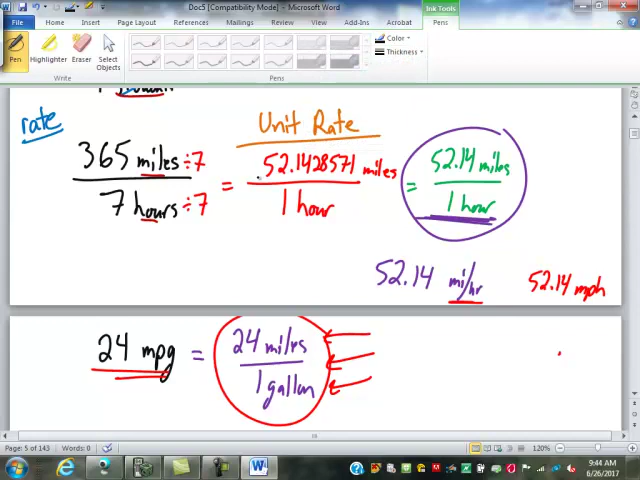 Doc5 [Compatibility Mode] - Microsoft Word
Ink Tools
File Home Insert Page Layout References Mailings Review View Add-Ins Acrobat Pens
Pen Highlighter Eraser Select Objects
Color
Thickness
Write Pens
rate
Unit Rate
365 miles ÷7
7 hours ÷7
= 52.1428571 miles
1 hour
= 52.14 miles
1 hour
52.14 mi/hr 52.14 mph
24 mpg = 24 miles
1 gallon
Page: 5 of 143 Words: 0 120%
9:44 AM
6/26/2017